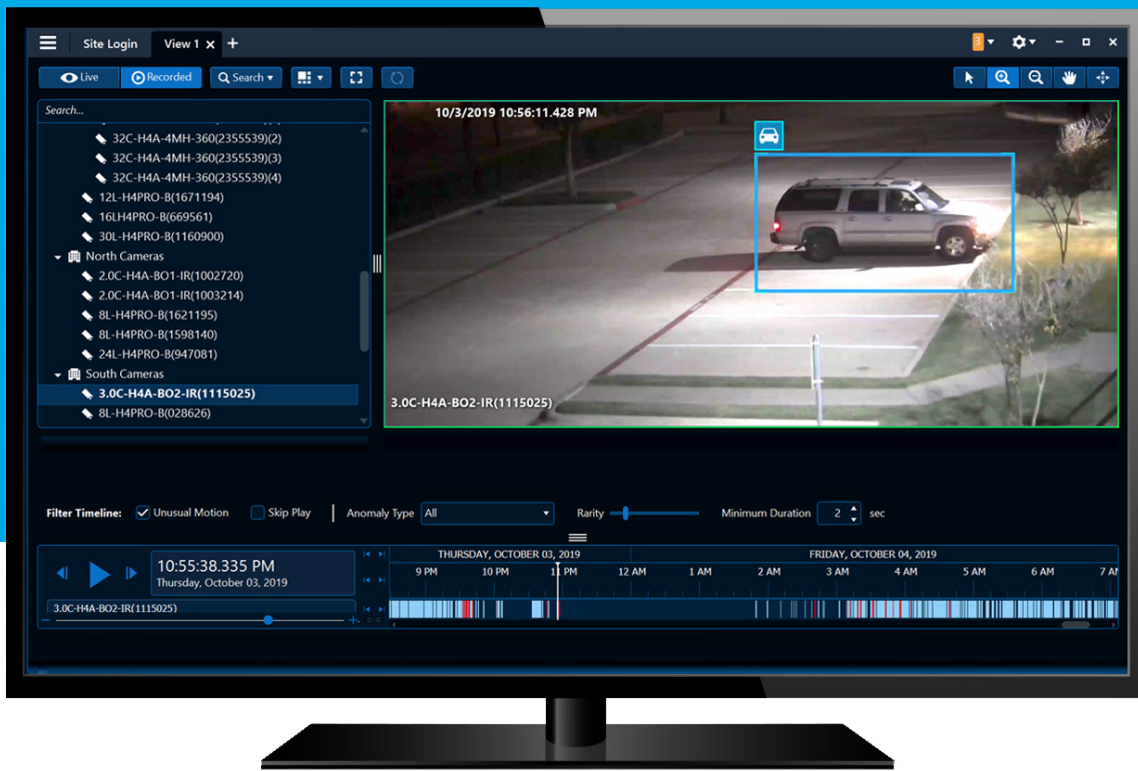 Site Login View 1 x +
3
Live Recorded Search
Search...
10/3/2019 10:56:11.428 PM
32C-H4A-4MH-360(2355539)(2)
32C-H4A-4MH-360(2355539)(3)
32C-H4A-4MH-360(2355539)(4)
12L-H4PRO-B(1671194)
16LH4PRO-B(669561)
30L-H4PRO-B(1160900)
North Cameras
2.0C-H4A-BO1-IR(1002720)
2.0C-H4A-BO1-IR(1003214)
8L-H4PRO-B(1621195)
8L-H4PRO-B(1598140)
24L-H4PRO-B(947081)
South Cameras
3.0C-H4A-BO2-IR(1115025)
8L-H4PRO-B(028626)
3.0C-H4A-BO2-IR(1115025)
Filter Timeline: Unusual Motion Skip Play Anomaly Type All Rarity Minimum Duration 2 sec
THURSDAY, OCTOBER 03, 2019 FRIDAY, OCTOBER 04, 2019
9 PM 10 PM 11 PM 12 AM 1 AM 2 AM 3 AM 4 AM 5 AM 6 AM 7 AM
10:55:38.335 PM
Thursday, October 03, 2019
3.0C-H4A-BO2-IR(1115025)